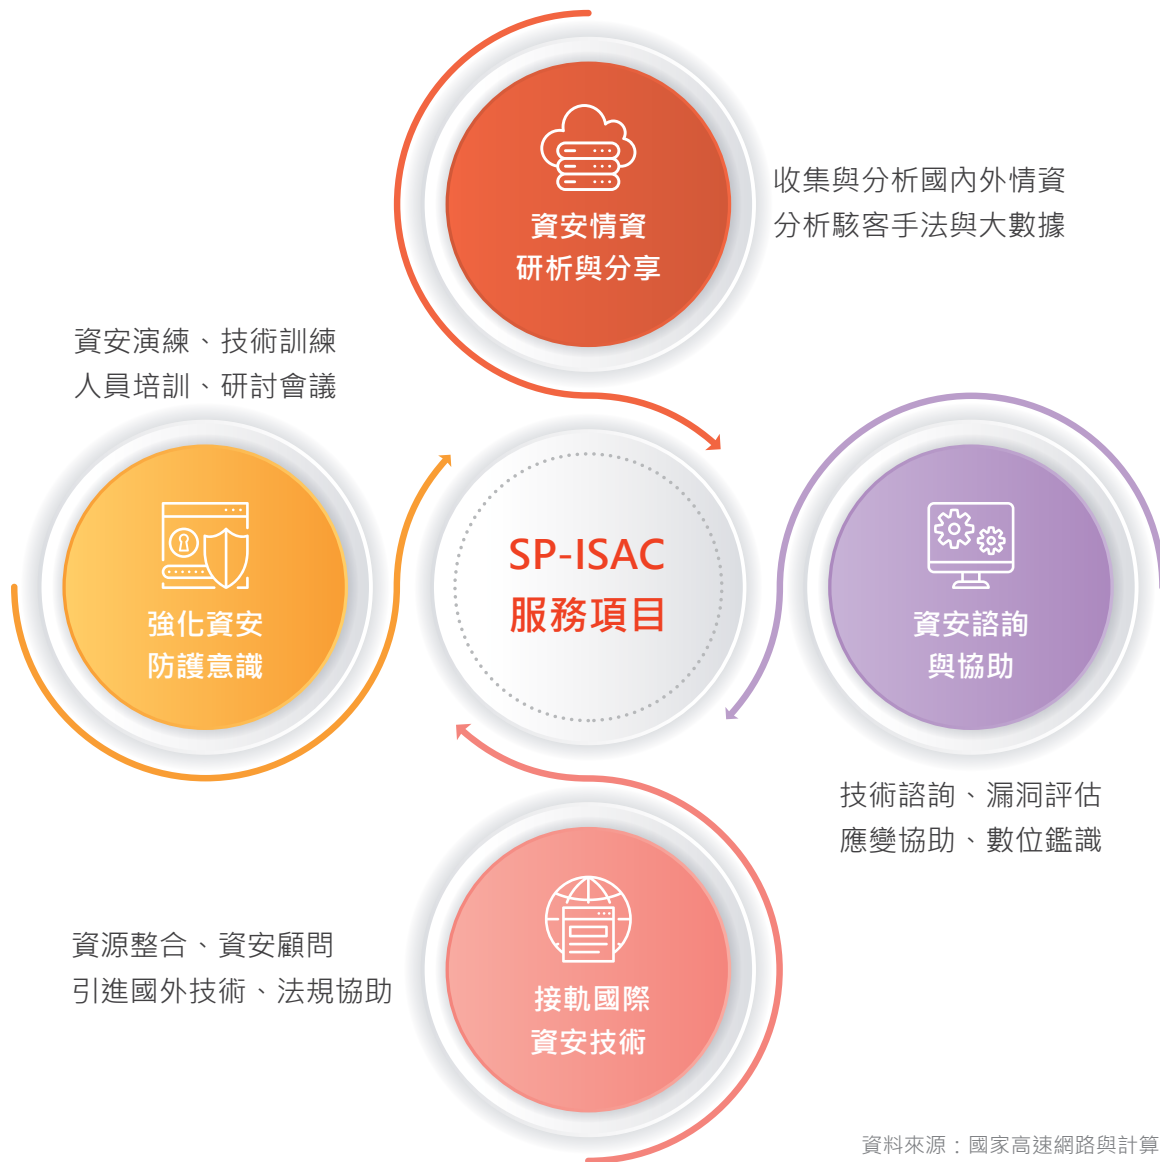 資安情資
研析與分享
收集與分析國內外情資
分析駭客手法與大數據
資安演練、技術訓練
人員培訓、研討會議
強化資安
防護意識
SP-ISAC
服務項目
資安諮詢
與協助
技術諮詢、漏洞評估
應變協助、數位鑑識
資源整合、資安顧問
引進國外技術、法規協助
接軌國際
資安技術
資料來源：國家高速網路與計算